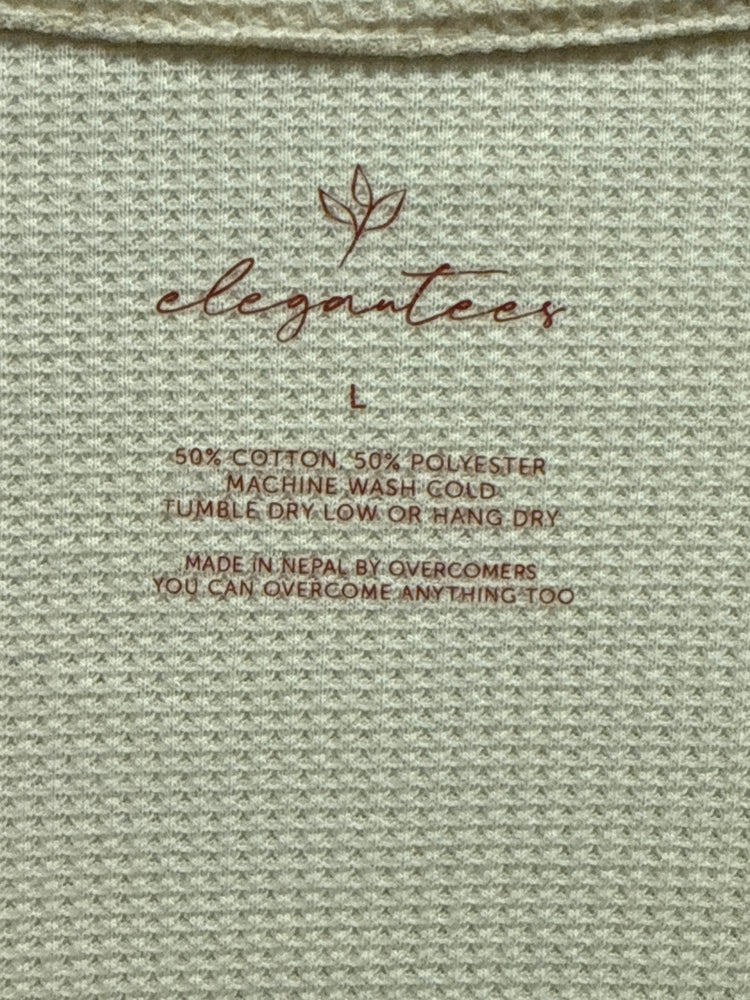 elegantees
L
50% COTTON, 50% POLYESTER
MACHINE WASH COLD
TUMBLE DRY LOW OR HANG DRY
MADE IN NEPAL BY OVERCOMERS
YOU CAN OVERCOME ANYTHING TOO